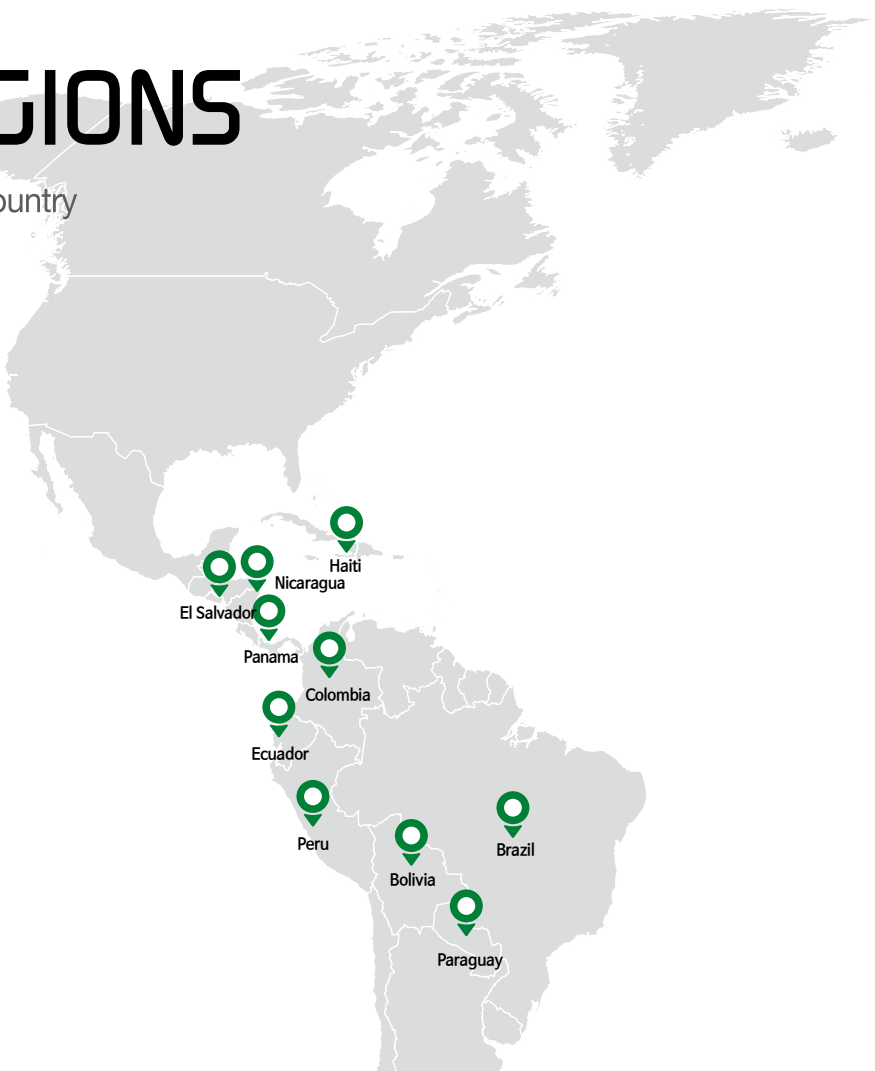 GIONS
ountry
Haiti
Nicaragua
El Salvador
Panama
Colombia
Ecuador
Peru
Brazil
Bolivia
Paraguay